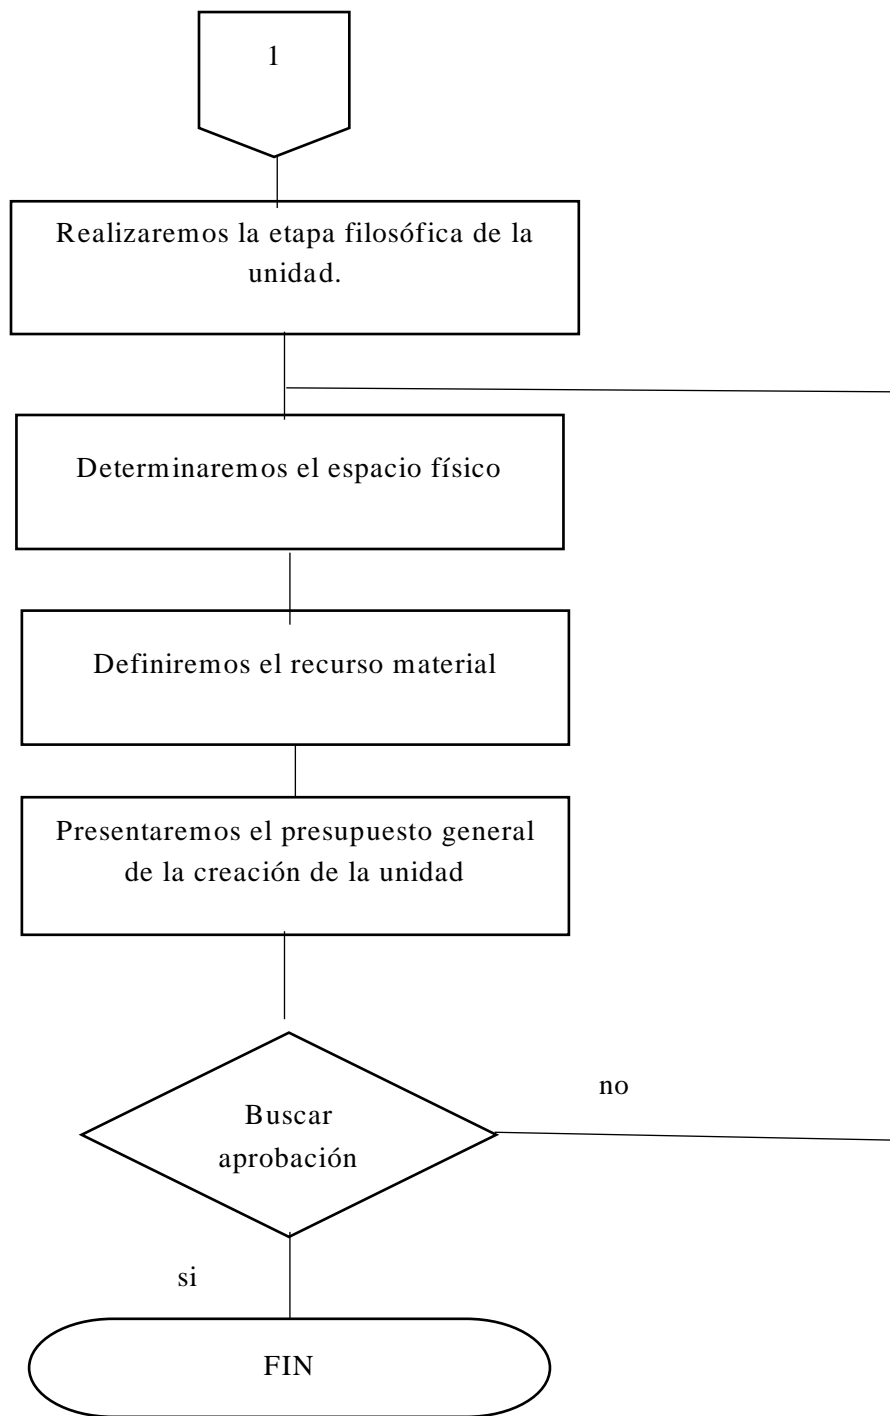 1
Realizaremos la etapa filosófica de la
unidad.
Determinaremos el espacio físico
Definiremos el recurso material
Presentaremos el presupuesto general
de la creación de la unidad
no
Buscar
aprobación
si
FIN